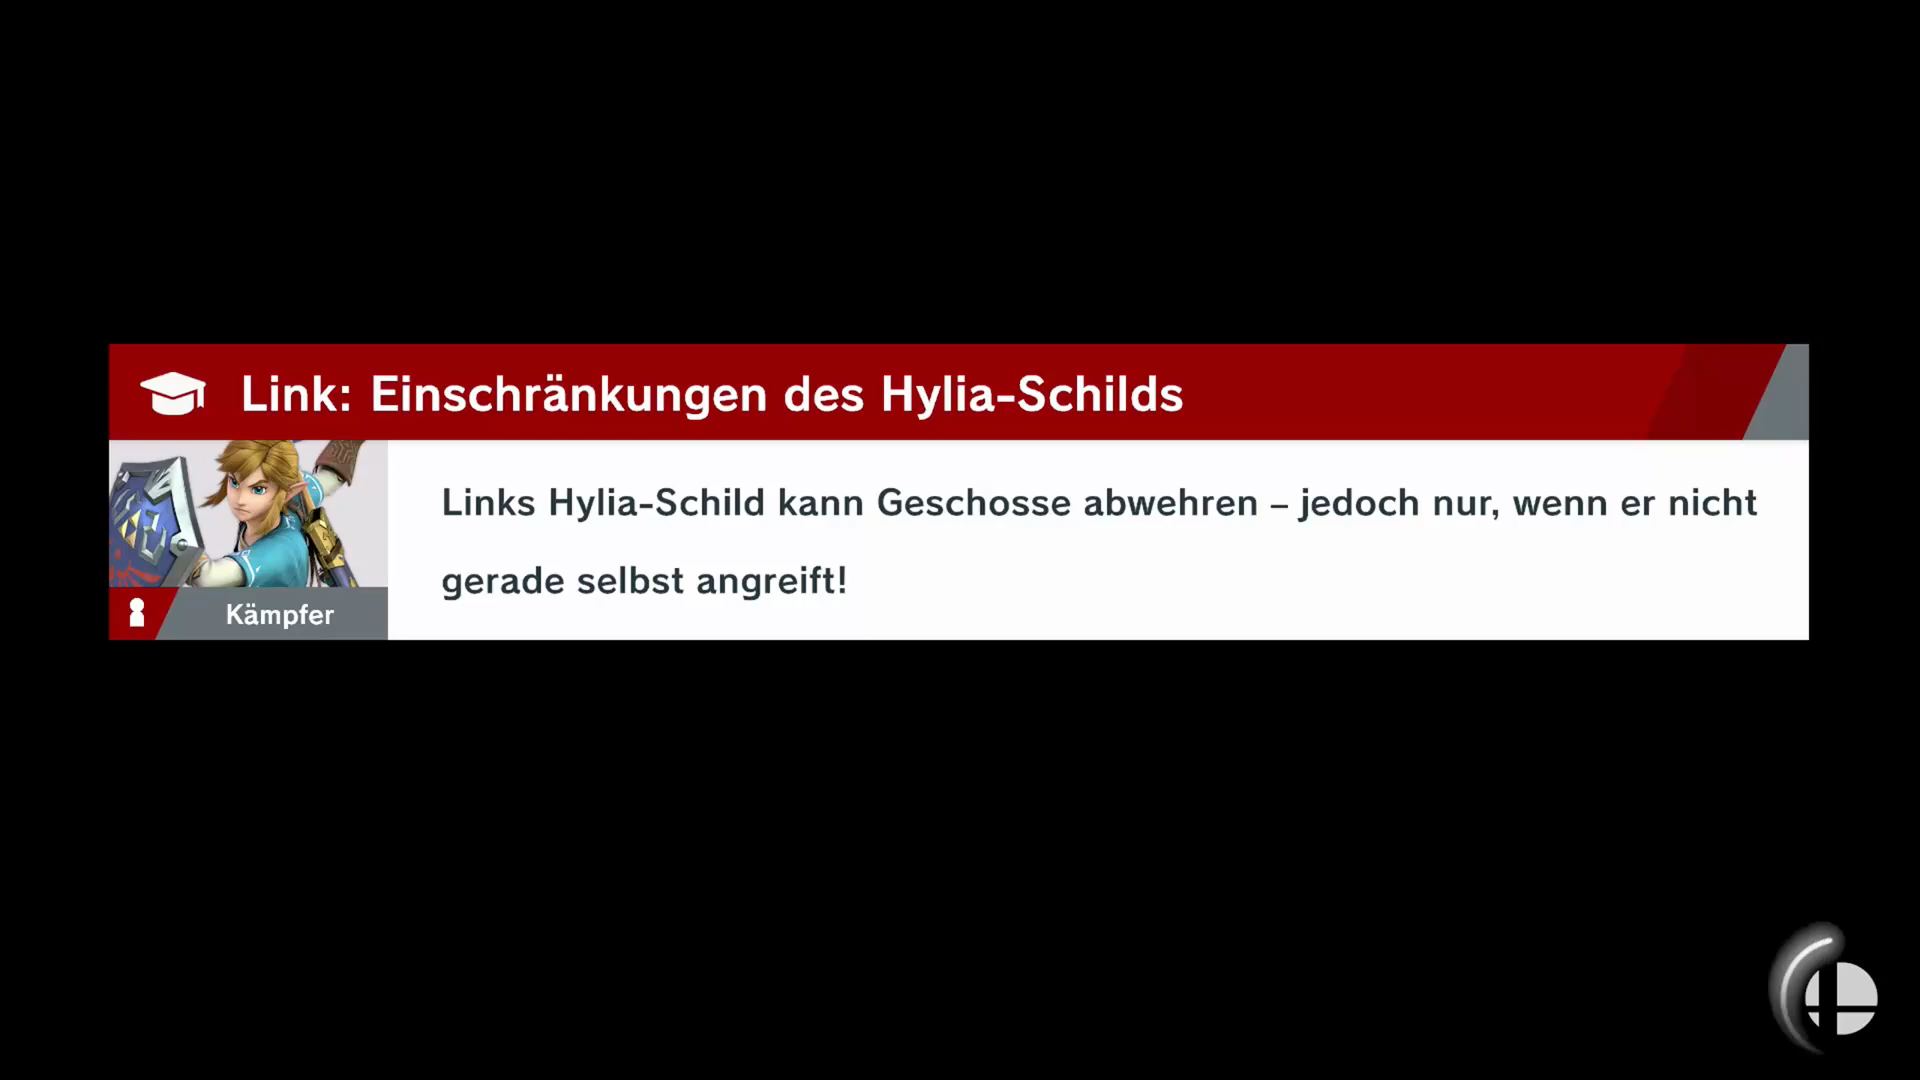 Link: Einschränkungen des Hylia-Schilds
Links Hylia-Schild kann Geschosse abwehren – jedoch nur, wenn er nicht
gerade selbst angreift!
Kämpfer